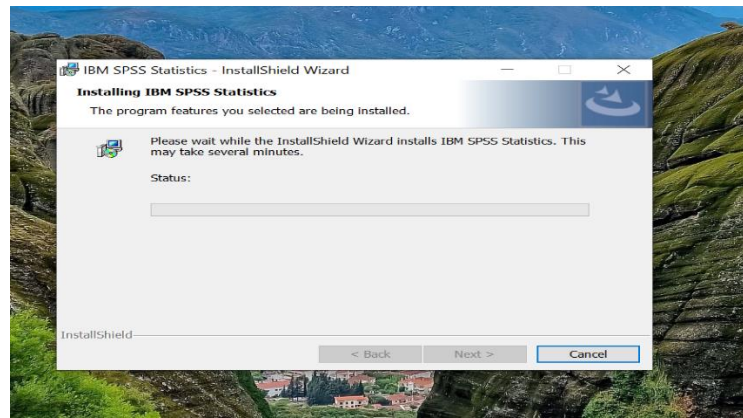 IBM SPSS Statistics - InstallShield Wizard
Installing IBM SPSS Statistics
The program features you selected are being installed.
Please wait while the InstallShield Wizard installs IBM SPSS Statistics. This
may take several minutes.
Status:
InstallShield
< Back Next > Cancel